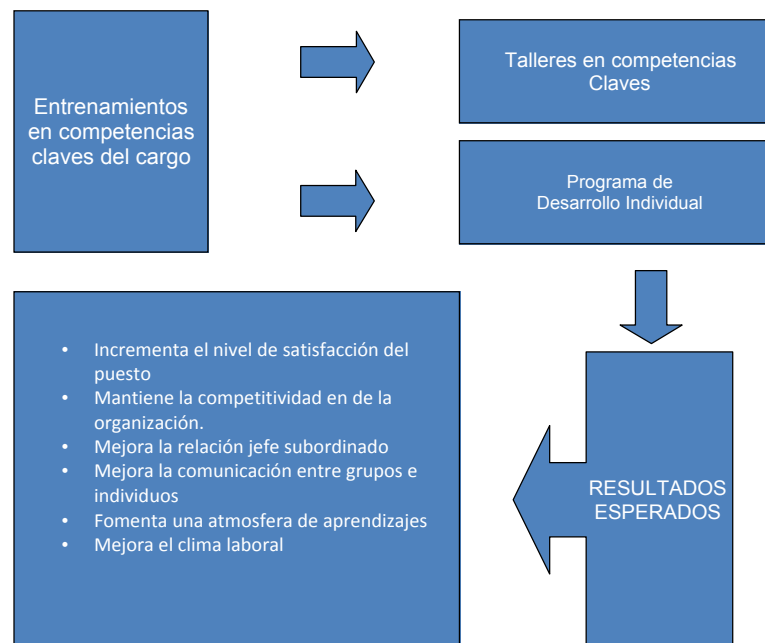 Entrenamientos
en competencias
claves del cargo
Talleres en competencias
Claves
Programa de
Desarrollo Individual
• Incrementa el nivel de satisfacción del
puesto
• Mantiene la competitividad en de la
organización.
• Mejora la relación jefe subordinado
• Mejora la comunicación entre grupos e
individuos
• Fomenta una atmosfera de aprendizajes
• Mejora el clima laboral
RESULTADOS
ESPERADOS